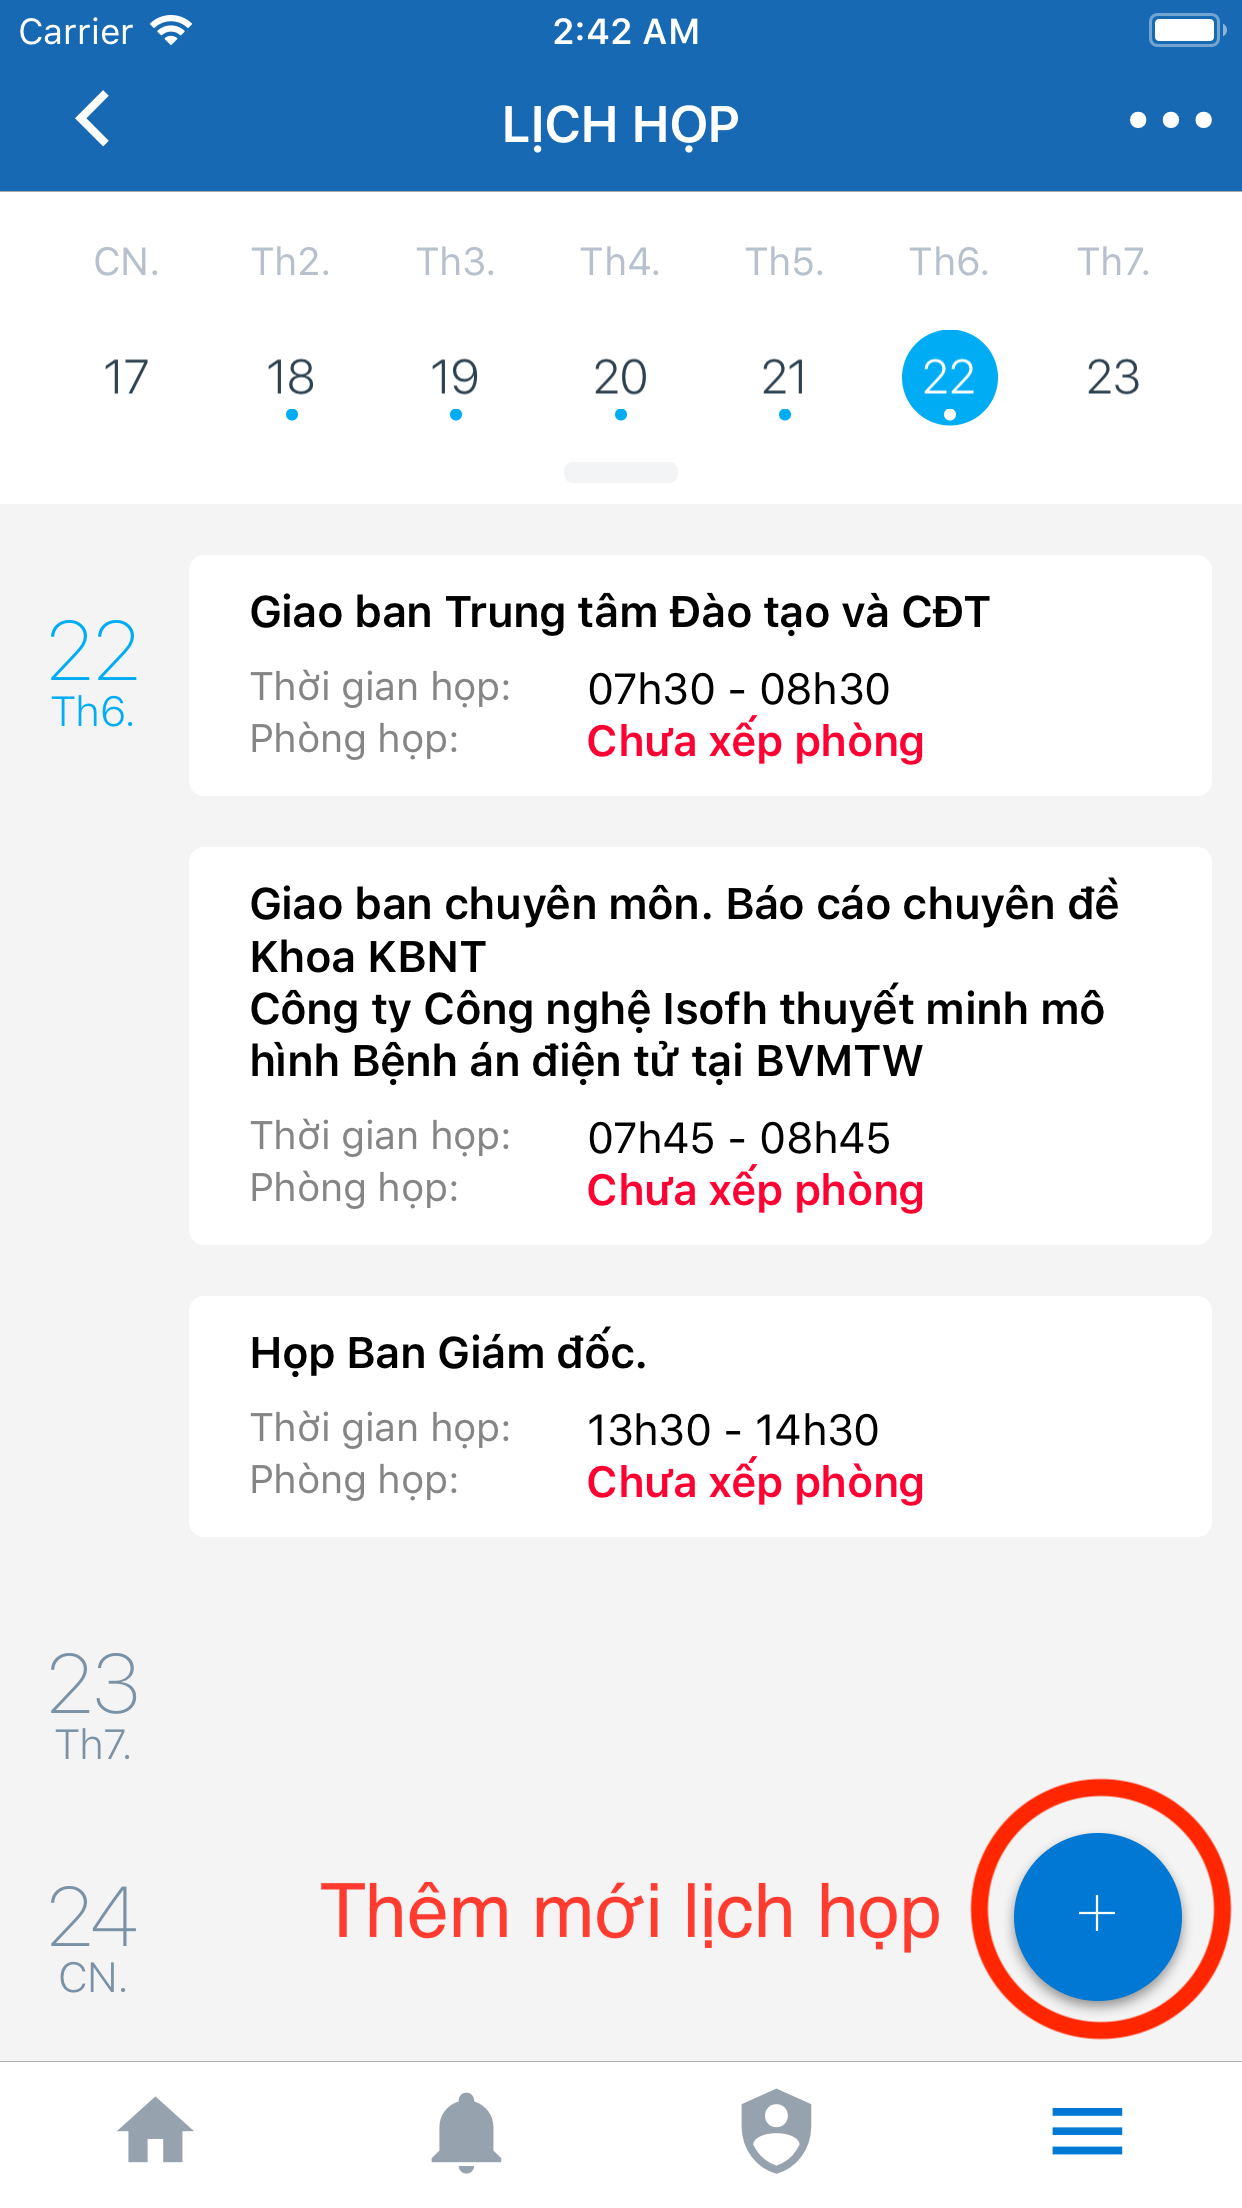 Carrier 2:42 AM
LỊCH HỌP
CN. Th2. Th3. Th4. Th5. Th6. Th7.
17 18 19 20 21 22 23
22
Th6.
Giao ban Trung tâm Đào tạo và CĐT
Thời gian họp: 07h30 - 08h30
Phòng họp: Chưa xếp phòng
Giao ban chuyên môn. Báo cáo chuyên đề
Khoa KBNT
Công ty Công nghệ Isofh thuyết minh mô
hình Bệnh án điện tử tại BVMTW
Thời gian họp: 07h45 - 08h45
Phòng họp: Chưa xếp phòng
Họp Ban Giám đốc.
Thời gian họp: 13h30 - 14h30
Phòng họp: Chưa xếp phòng
23
Th7.
24
CN.
Thêm mới lịch họp